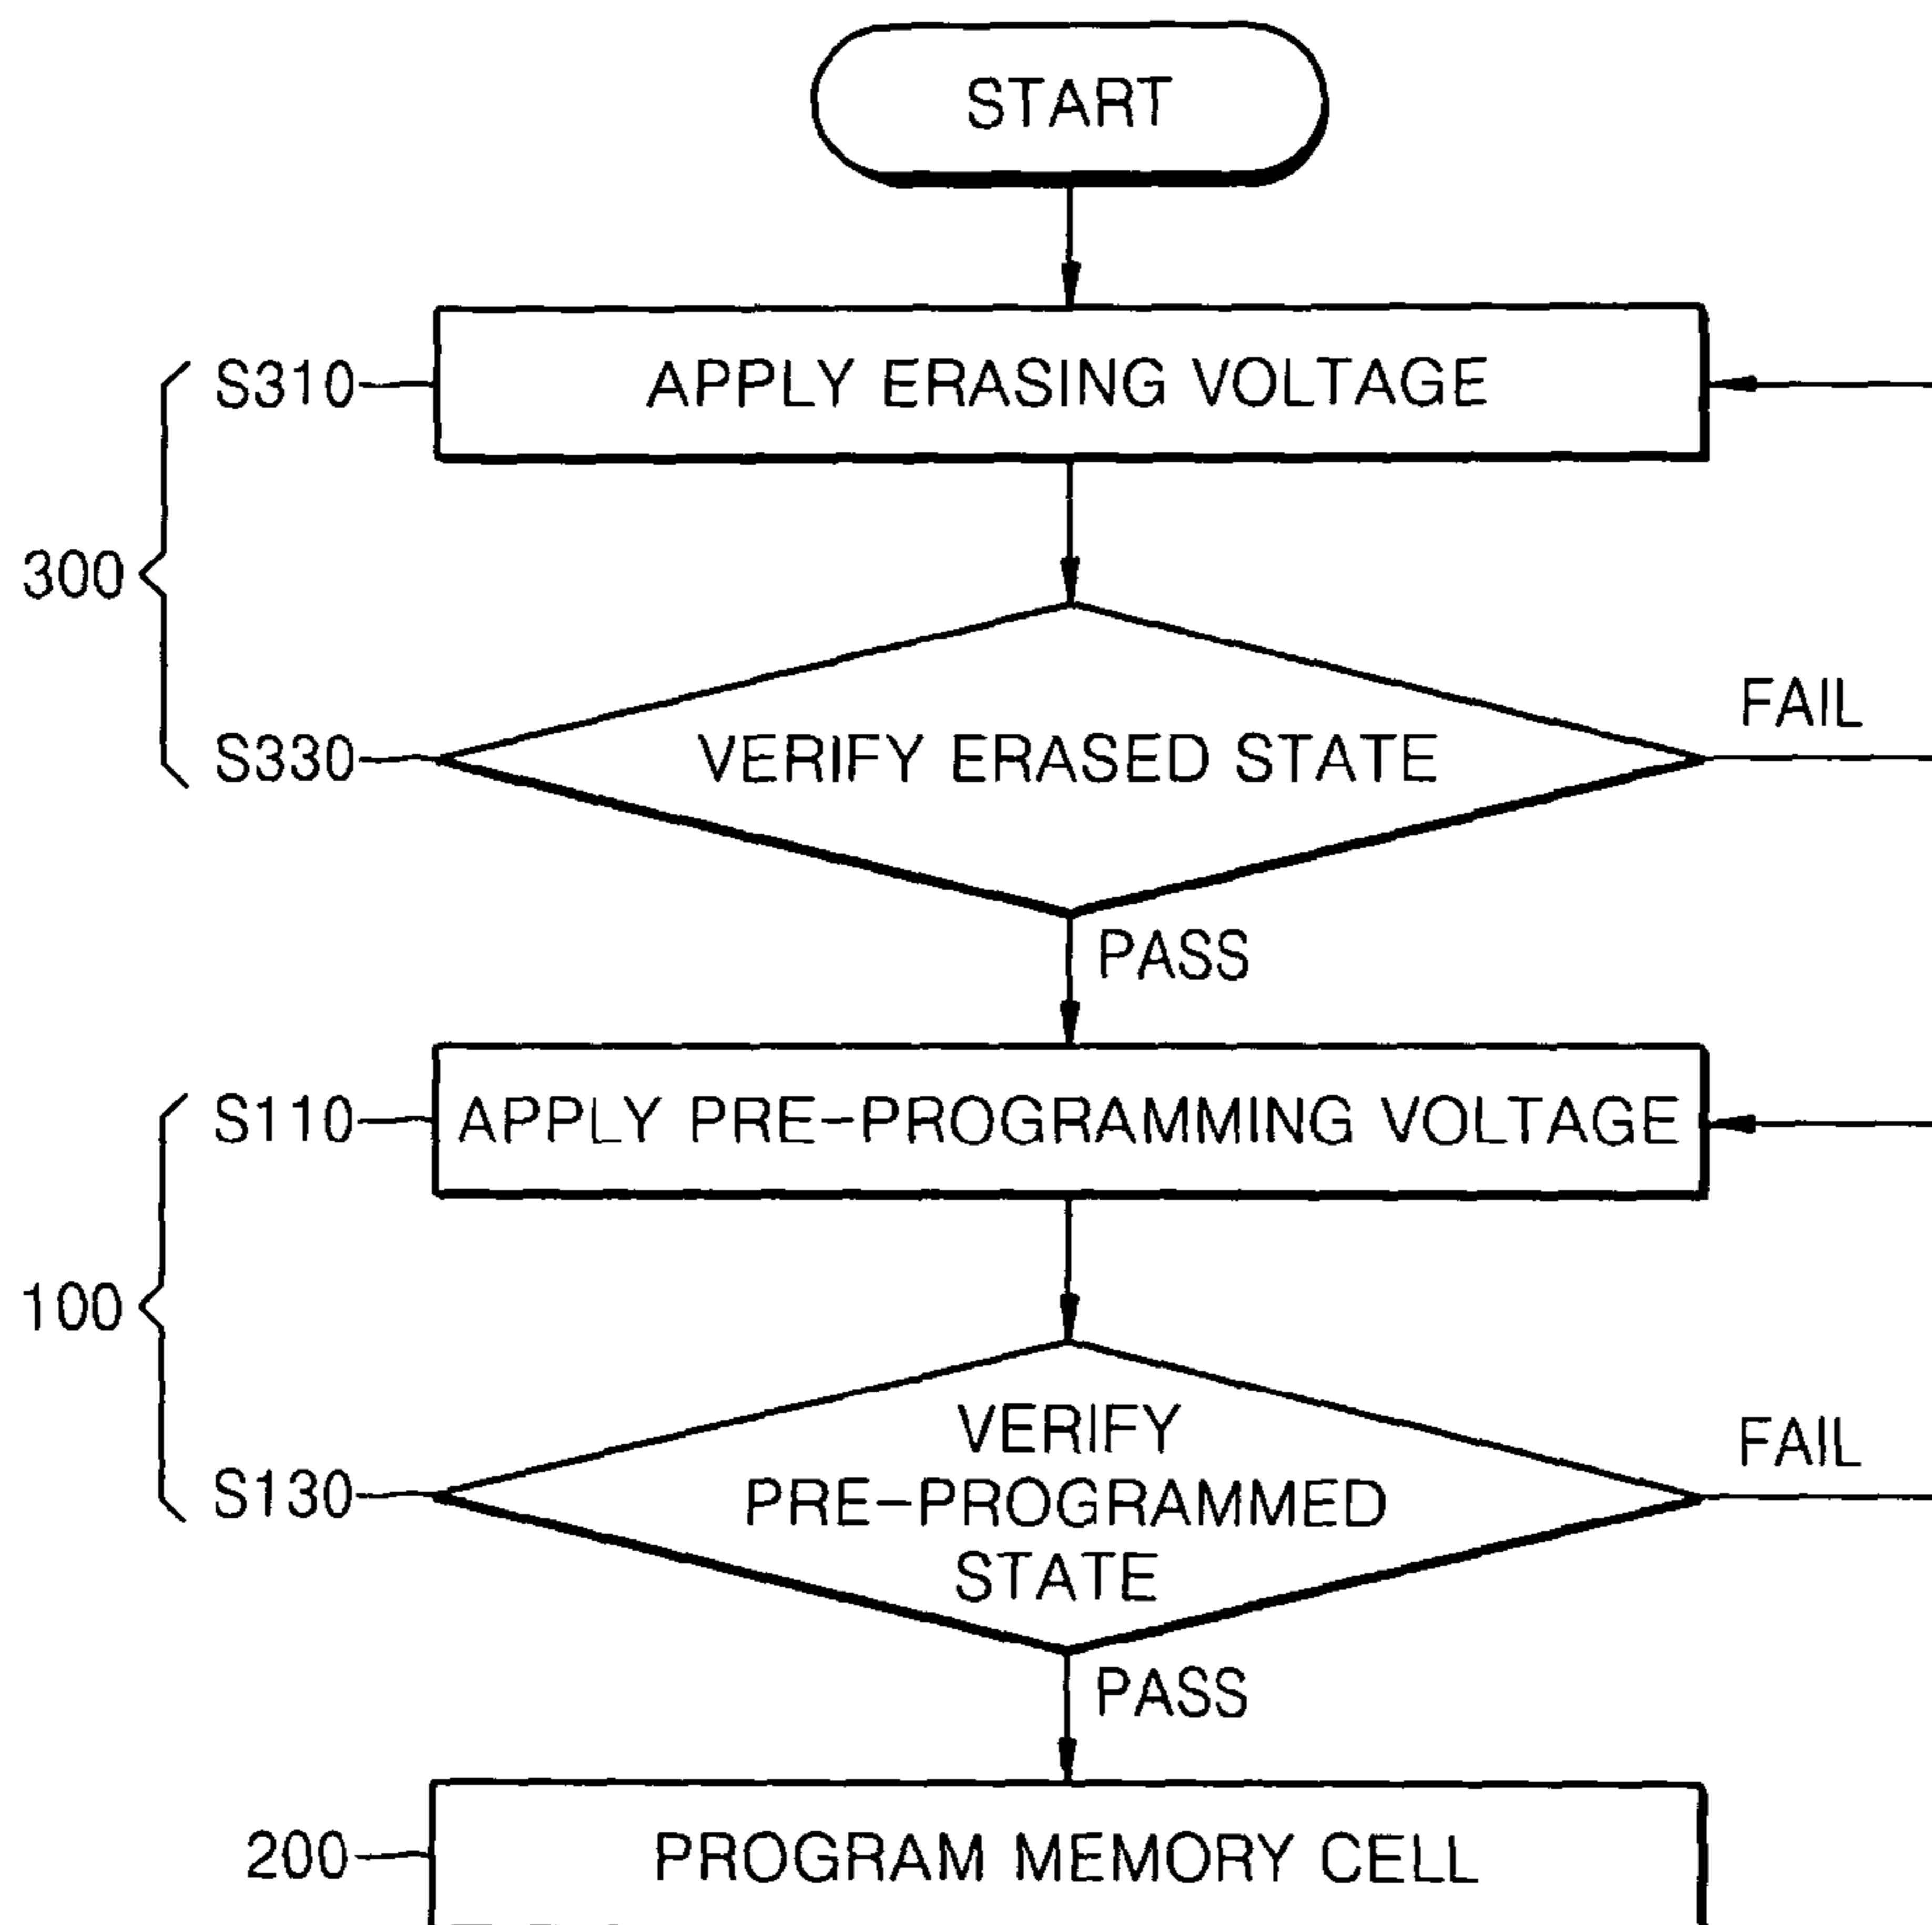 START
S310
APPLY ERASING VOLTAGE
300
S330
VERIFY ERASED STATE
FAIL
PASS
S110
APPLY PRE-PROGRAMMING VOLTAGE
100
S130
VERIFY
PRE-PROGRAMMED
STATE
FAIL
PASS
200
PROGRAM MEMORY CELL